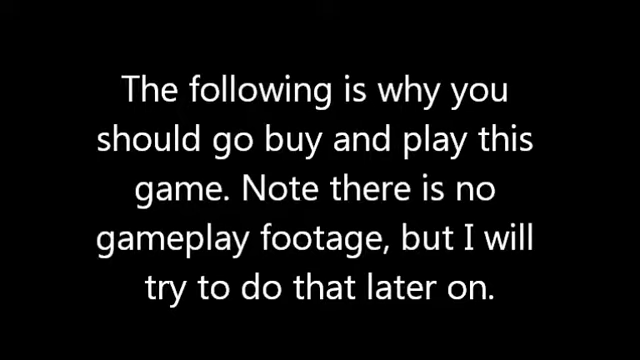 The following is why you
should go buy and play this
game. Note there is no
gameplay footage, but I will
try to do that later on.